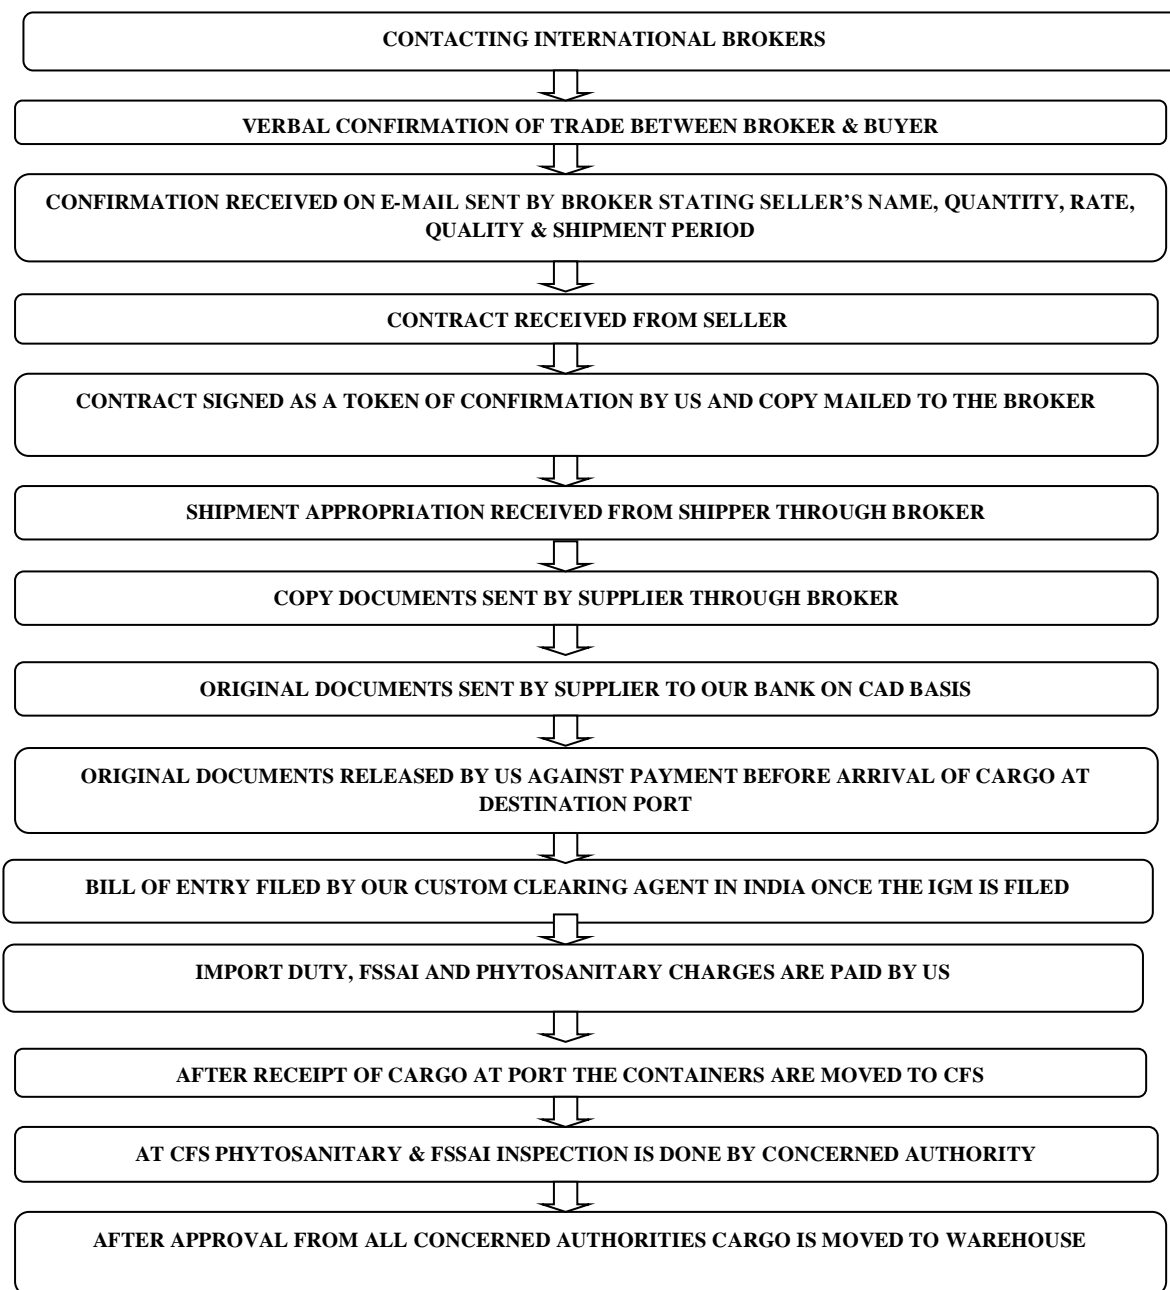 CONTACTING INTERNATIONAL BROKERS
VERBAL CONFIRMATION OF TRADE BETWEEN BROKER & BUYER
CONFIRMATION RECEIVED ON E-MAIL SENT BY BROKER STATING SELLER'S NAME, QUANTITY, RATE,
QUALITY & SHIPMENT PERIOD
CONTRACT RECEIVED FROM SELLER
CONTRACT SIGNED AS A TOKEN OF CONFIRMATION BY US AND COPY MAILED TO THE BROKER
SHIPMENT APPROPRIATION RECEIVED FROM SHIPPER THROUGH BROKER
COPY DOCUMENTS SENT BY SUPPLIER THROUGH BROKER
ORIGINAL DOCUMENTS SENT BY SUPPLIER TO OUR BANK ON CAD BASIS
ORIGINAL DOCUMENTS RELEASED BY US AGAINST PAYMENT BEFORE ARRIVAL OF CARGO AT
DESTINATION PORT
BILL OF ENTRY FILED BY OUR CUSTOM CLEARING AGENT IN INDIA ONCE THE IGM IS FILED
IMPORT DUTY, FSSAI AND PHYTOSANITARY CHARGES ARE PAID BY US
AFTER RECEIPT OF CARGO AT PORT THE CONTAINERS ARE MOVED TO CFS
AT CFS PHYTOSANITARY & FSSAI INSPECTION IS DONE BY CONCERNED AUTHORITY
AFTER APPROVAL FROM ALL CONCERNED AUTHORITIES CARGO IS MOVED TO WAREHOUSE